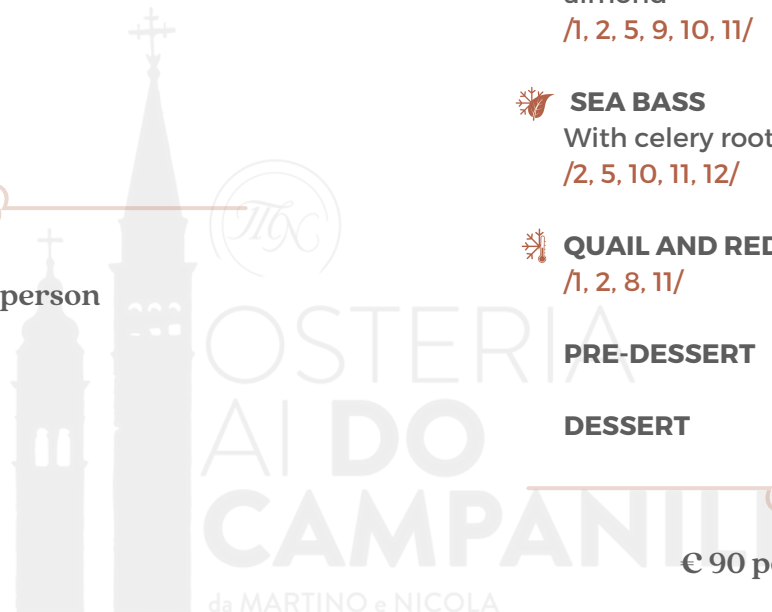 /1, 2, 5, 9, 10, 11/
SEA BASS
With celery root
/2, 5, 10, 11, 12/
QUAIL AND RED
/1, 2, 8, 11/
PRE-DESSERT
DESSERT
€ 90
person
OSTERIA
AI DO
CAMPANILI
da MARTINO e NICOLA